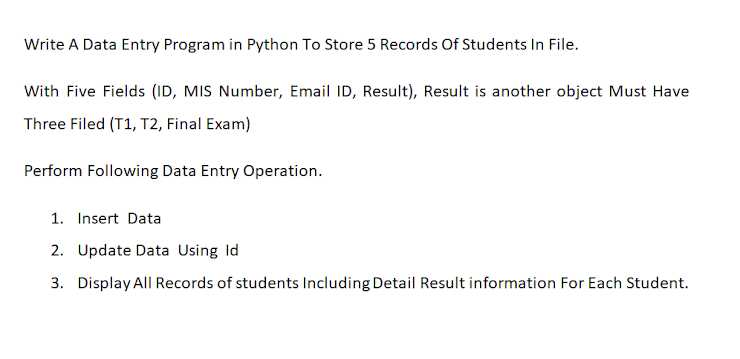 Write A Data Entry Program in Python To Store 5 Records Of Students In File.
With Five Fields (ID, MIS Number, Email ID, Result), Result is another object Must Have
Three Filed (T1, T2, Final Exam)
Perform Following Data Entry Operation.
1. Insert Data
2. Update Data Using Id
3. Display All Records of students Including Detail Result information For Each Student.